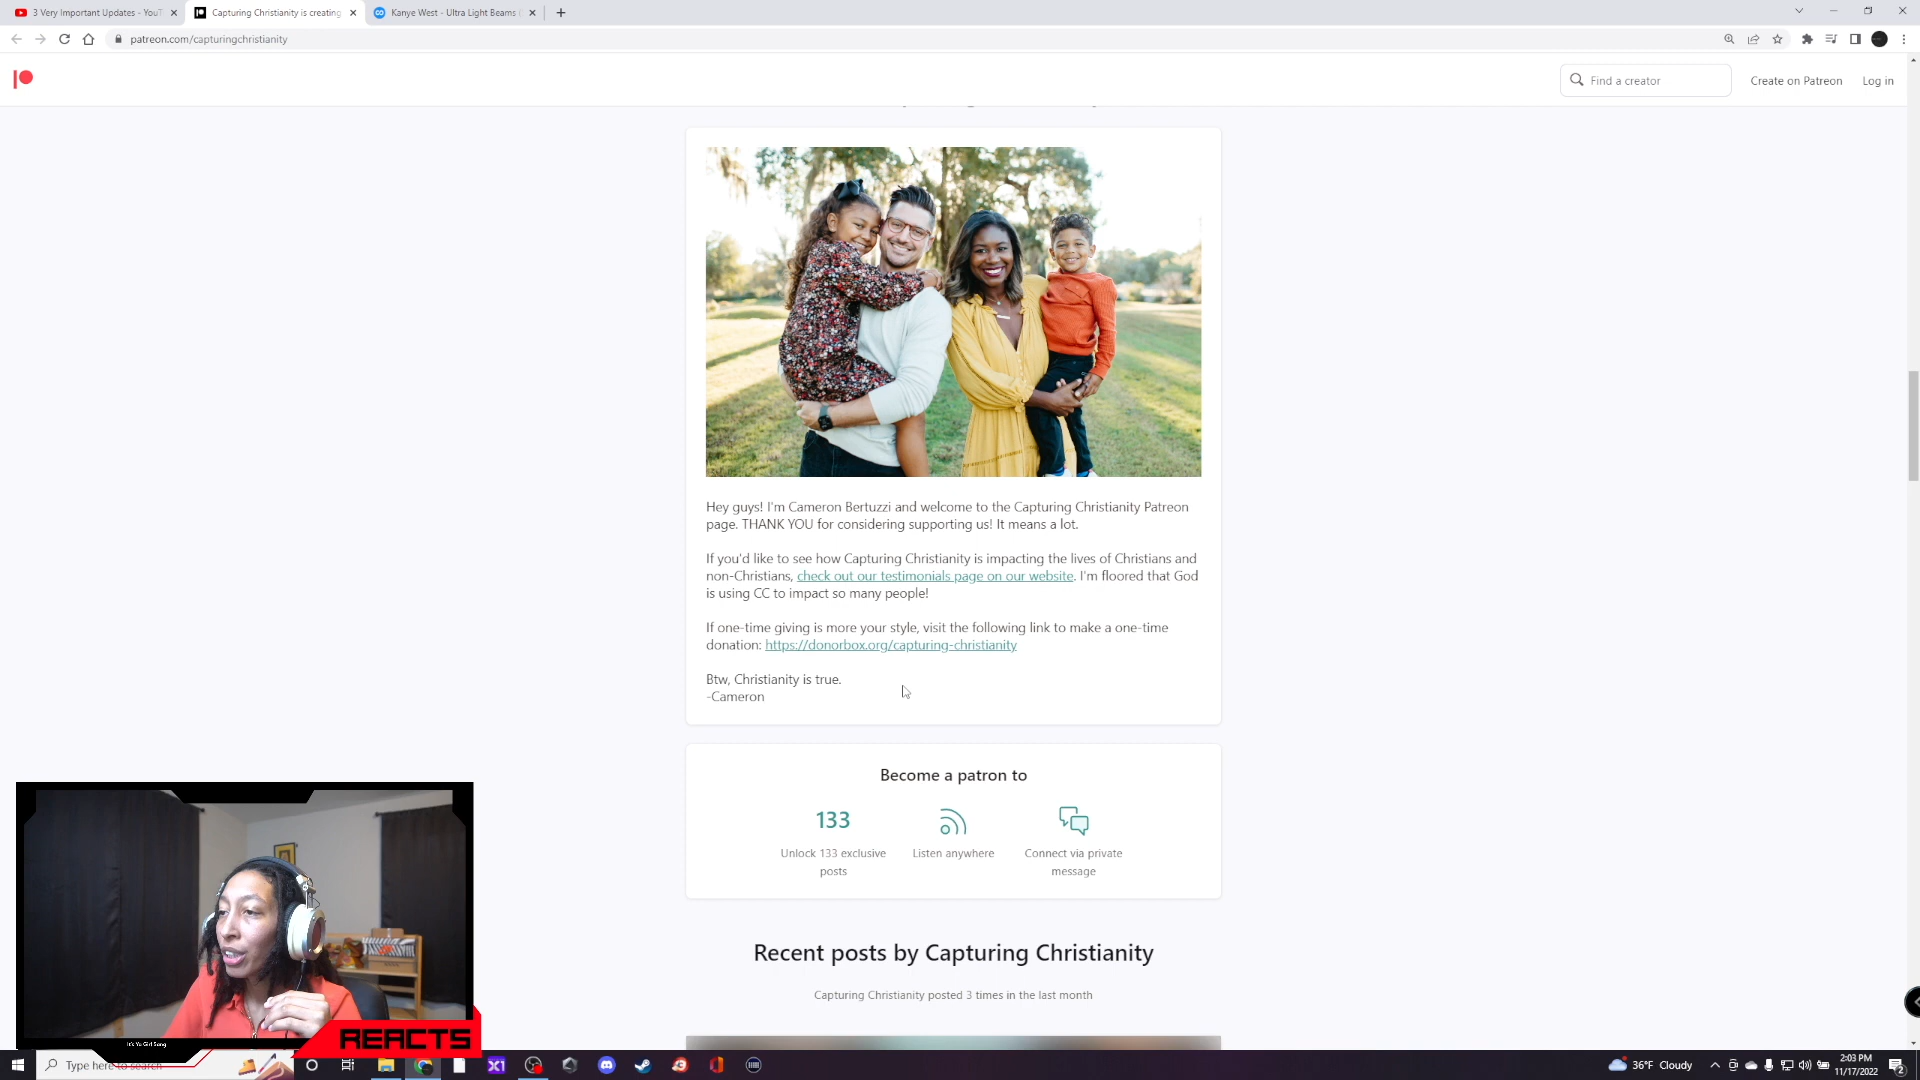 3 Very Important Updates - YouT
Capturing Christianity is creating
Kanye West - Ultra Light Beams
patreon.com/capturingchristianity
Find a creator
Create on Patreon
Log in
Hey guys! I'm Cameron Bertuzzi and welcome to the Capturing Christianity Patreon
page. THANK YOU for considering supporting us! It means a lot.
If you'd like to see how Capturing Christianity is impacting the lives of Christians and
non-Christians, check out our testimonials page on our website. I'm floored that God
is using CC to impact so many people!
If one-time giving is more your style, visit the following link to make a one-time
donation: https://donorbox.org/capturing-christianity
Btw, Christianity is true.
-Cameron
Become a patron to
133
Unlock 133 exclusive
posts
Listen anywhere
Connect via private
message
Recent posts by Capturing Christianity
Capturing Christianity posted 3 times in the last month
It's Ya Girl Sang
REACTS
Type here to search
X1
36°F Cloudy
2:03 PM
11/17/2022
2